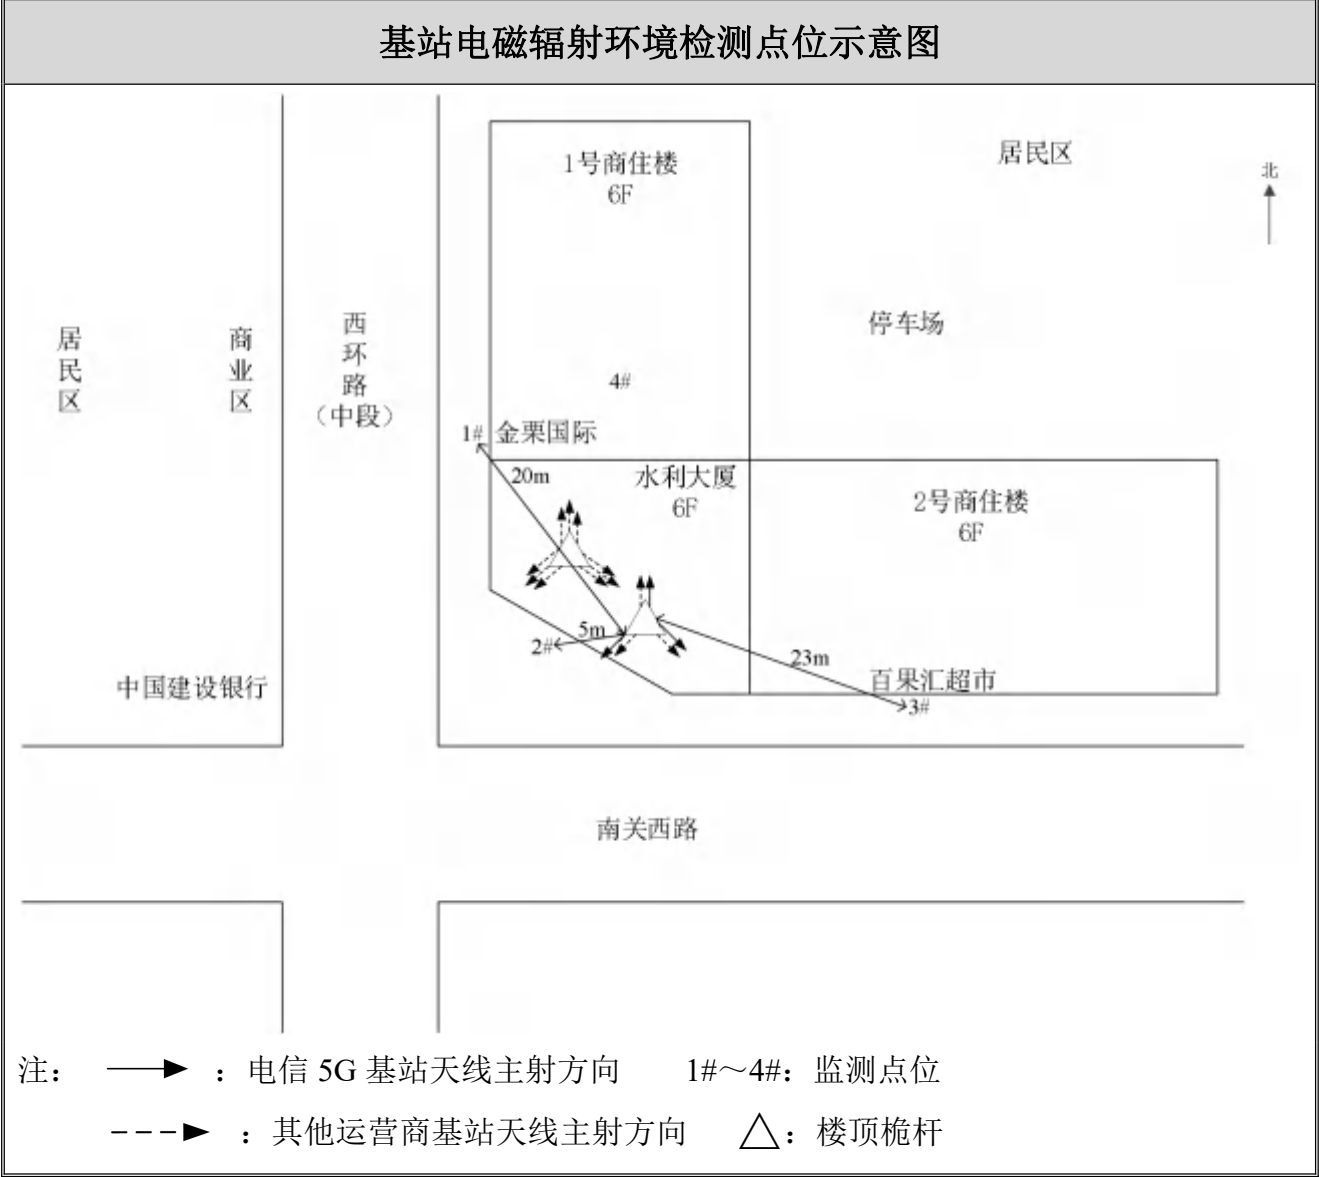 基站电磁辐射环境检测点位示意图
1号商住楼
6F
居民区
北
停车场
居民区
商业区
西环路
（中段）
4#
1#
金栗国际
20m
水利大厦
6F
2号商住楼
6F
5m
2#
23m
百果汇超市
3#
中国建设银行
南关西路
注： ：电信 5G 基站天线主射方向 1#～4#：监测点位
：其他运营商基站天线主射方向 ：楼顶桅杆